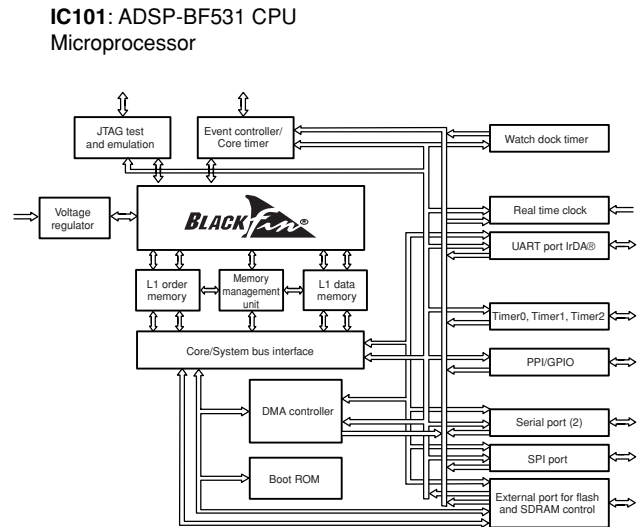 IC101: ADSP-BF531 CPU
Microprocessor
JTAG test
and emulation
Event controller/
Core timer
Watch dock timer
Voltage
regulator
BLACKfin®
Real time clock
UART port IrDA®
L1 order
memory
Memory
management
unit
L1 data
memory
Timer0, Timer1, Timer2
Core/System bus interface
PPI/GPIO
DMA controller
Serial port (2)
SPI port
Boot ROM
External port for flash
and SDRAM control